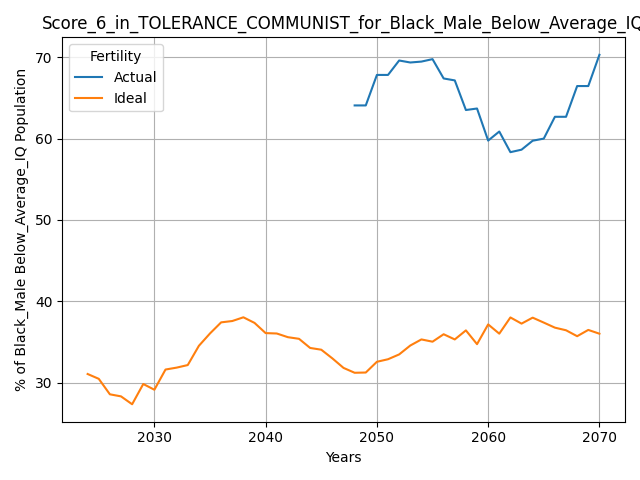 Score_6_in_TOLERANCE_COMMUNIST_for_Black_Male_Below_Average_IQ
% of Black_Male Below_Average_IQ Population
70
60
50
40
30
Fertility
Actual
Ideal
2030 2040 2050 2060 2070
Years